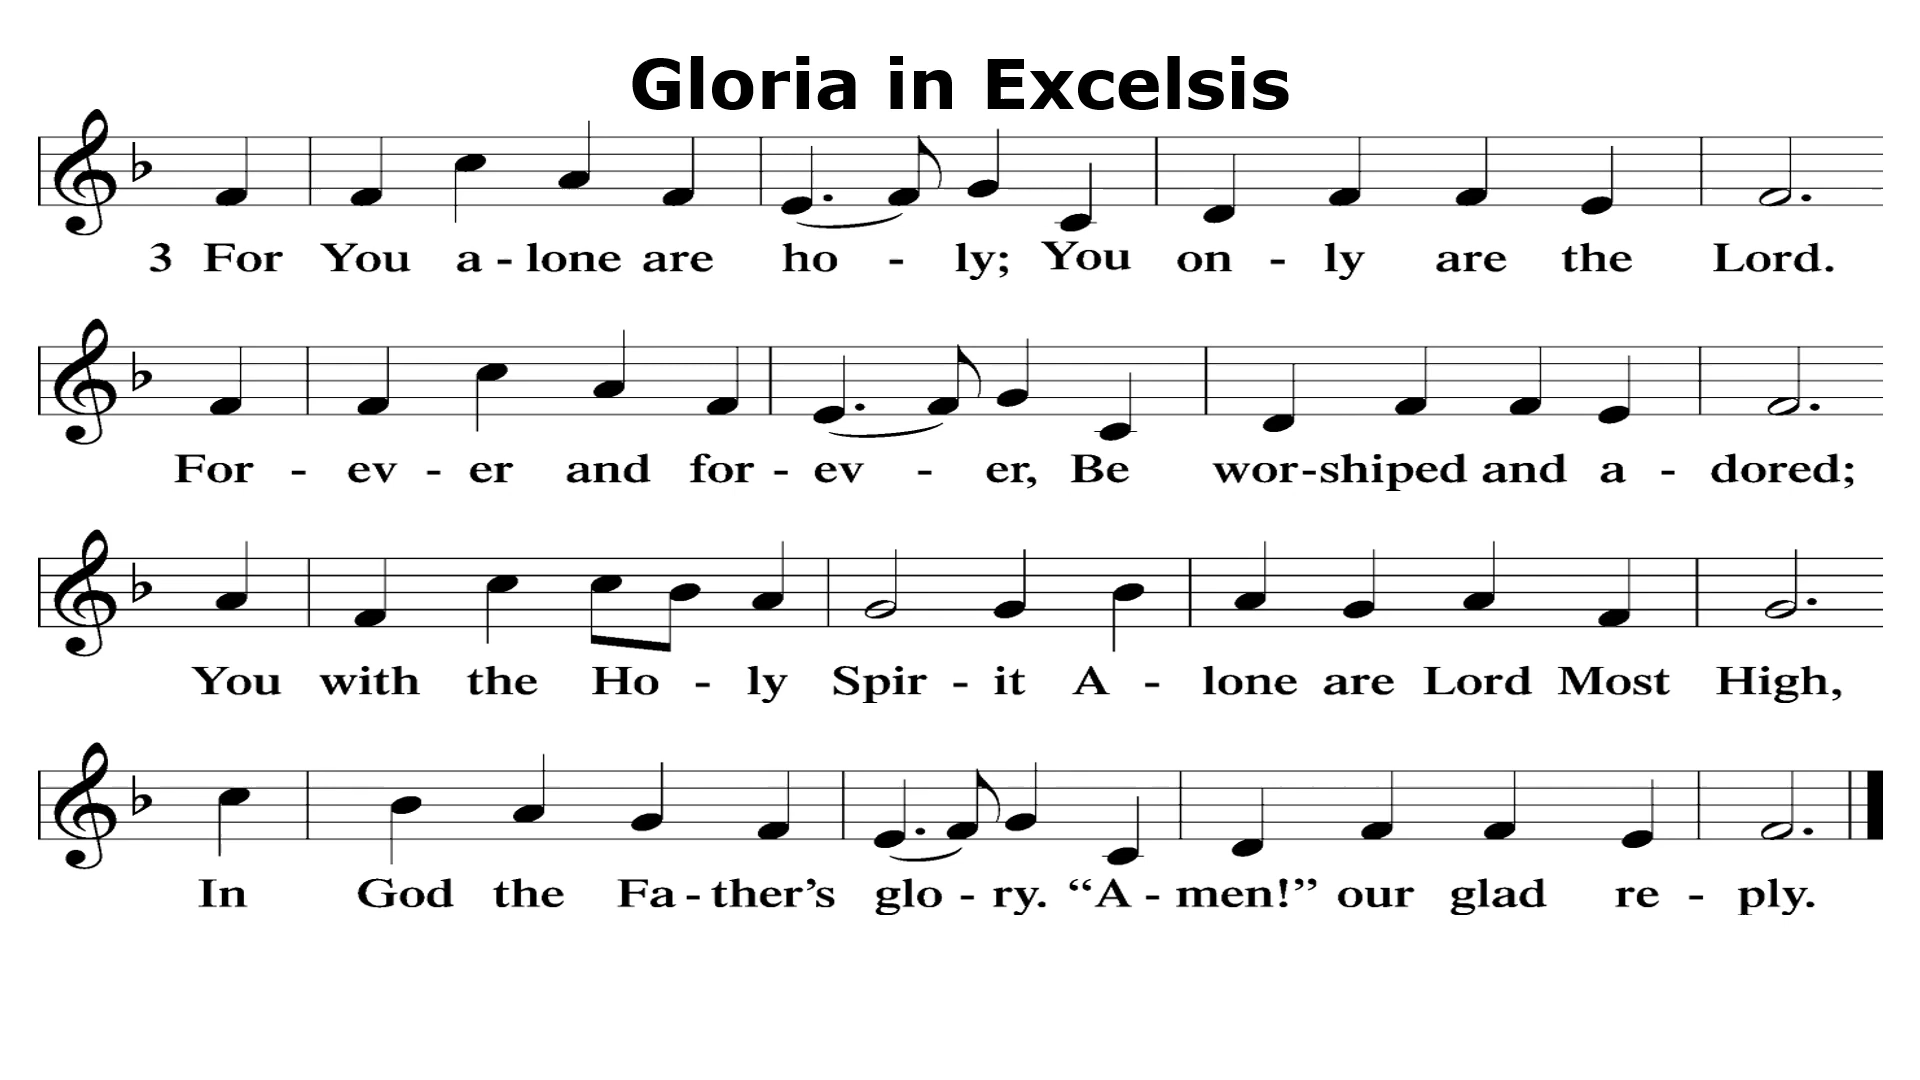 Gloria in Excelsis
3 For You a - lone are ho - ly; You on - ly are the Lord.
For - ev - er and for - ev - er, Be wor-shiped and a - dored;
You with the Ho - ly Spir - it A - lone are Lord Most High,
In God the Fa - ther’s glo - ry. “A - men!” our glad re - ply.